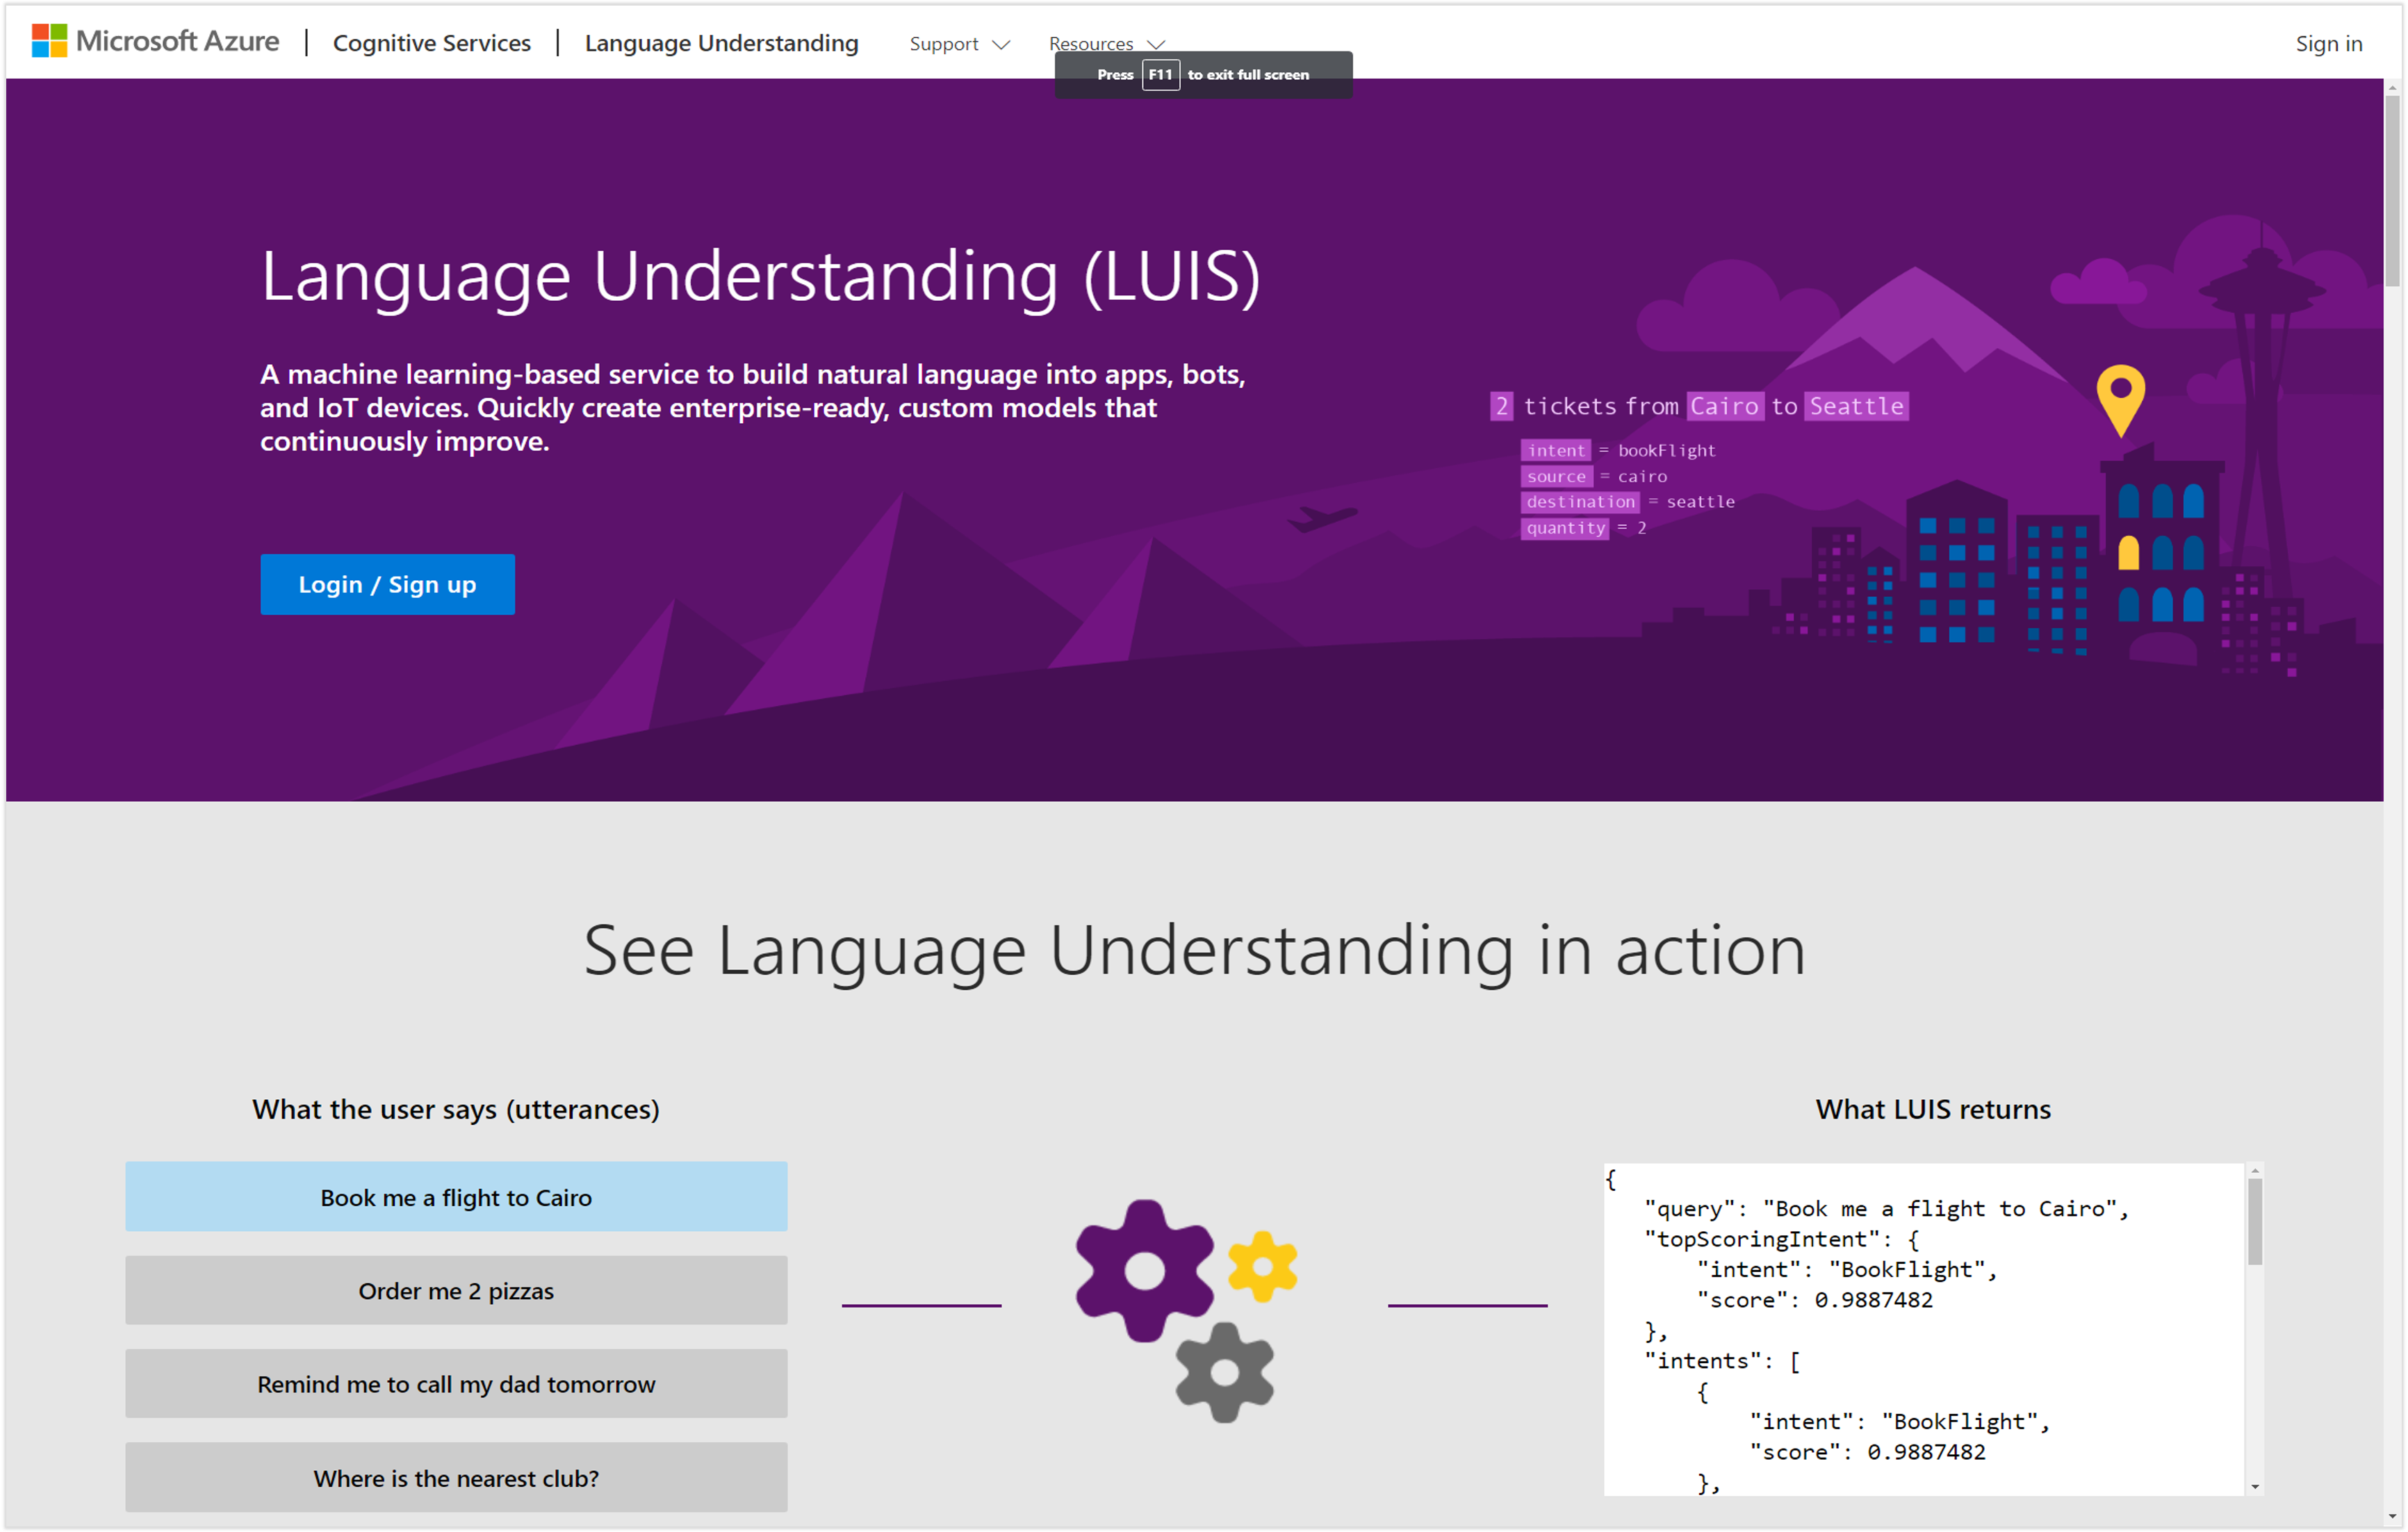 Microsoft Azure | Cognitive Services | Language Understanding Support Resources Sign in
Press F11 to exit full screen
Language Understanding (LUIS)
A machine learning-based service to build natural language into apps, bots,
and IoT devices. Quickly create enterprise-ready, custom models that
continuously improve.
Login / Sign up
2 tickets from Cairo to Seattle
intent = bookFlight
source = cairo
destination = seattle
quantity = 2
See Language Understanding in action
What the user says (utterances)
Book me a flight to Cairo
Order me 2 pizzas
Remind me to call my dad tomorrow
Where is the nearest club?
What LUIS returns
{
"query": "Book me a flight to Cairo",
"topScoringIntent": {
"intent": "BookFlight",
"score": 0.9887482
},
"intents": [
{
"intent": "BookFlight",
"score": 0.9887482
},